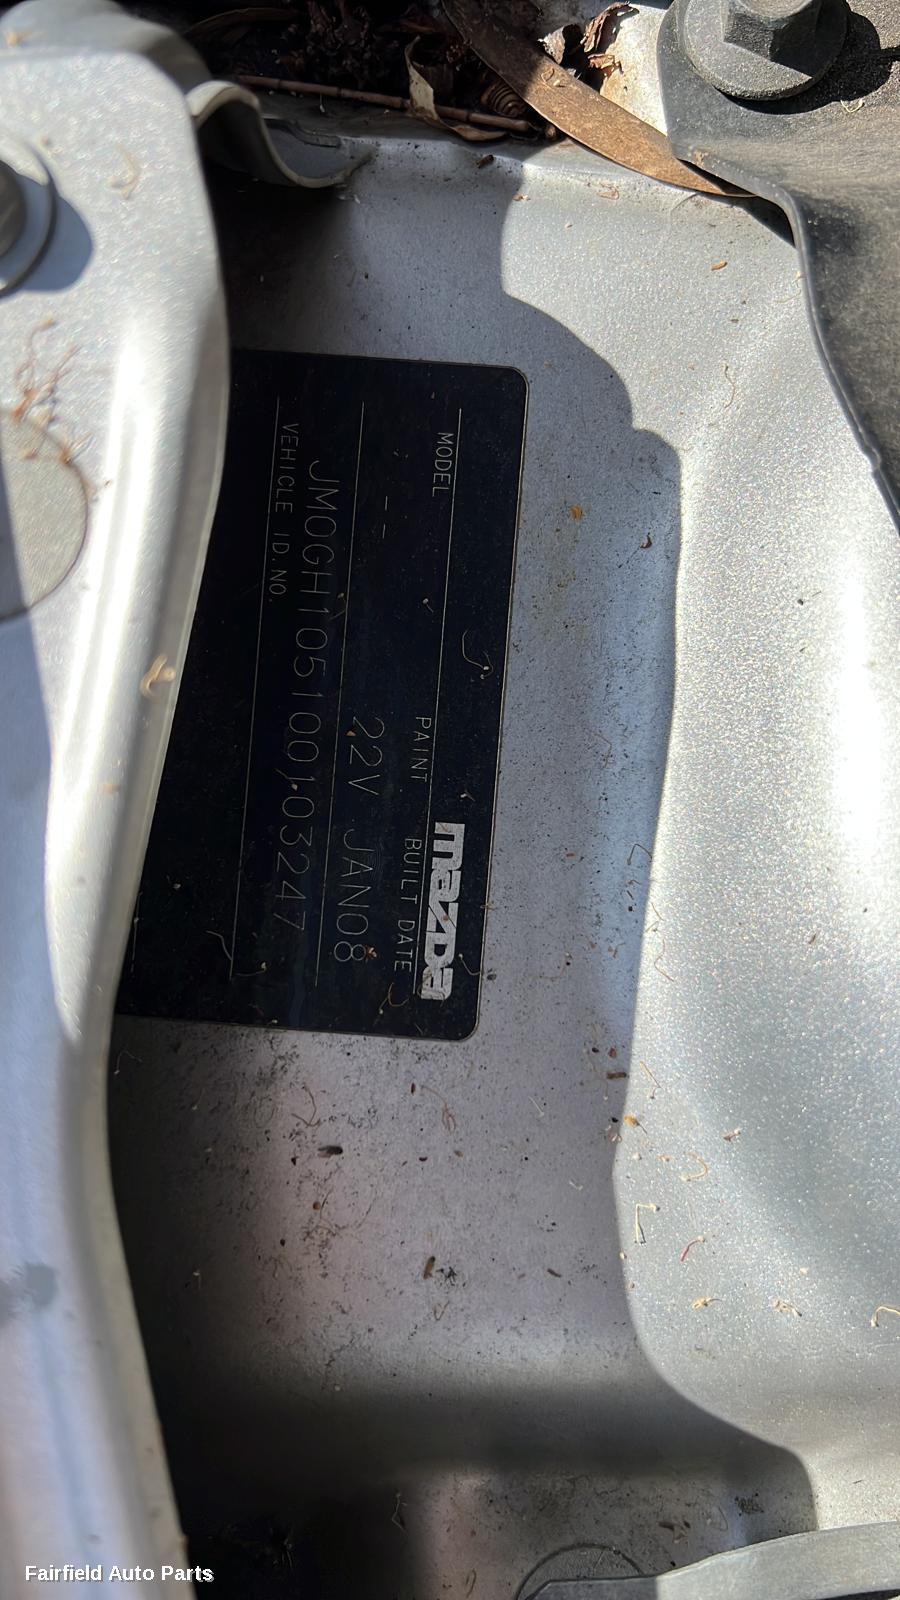 mazda
MODEL PAINT BUILT DATE
-- 22V JAN08
JM0GH105100103247
VEHICLE ID. NO.
Fairfield Auto Parts